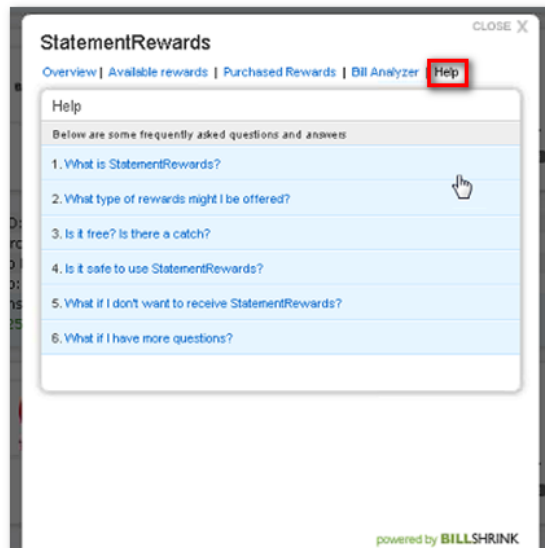 CLOSE X
StatementRewards
Overview | Available rewards | Purchased Rewards | Bill Analyzer | Help
Help
Below are some frequently asked questions and answers
1. What is StatementRewards?
2. What type of rewards might I be offered?
3. Is it free? Is there a catch?
4. Is it safe to use StatementRewards?
5. What if I don't want to receive StatementRewards?
6. What if I have more questions?
powered by BILLSHRINK